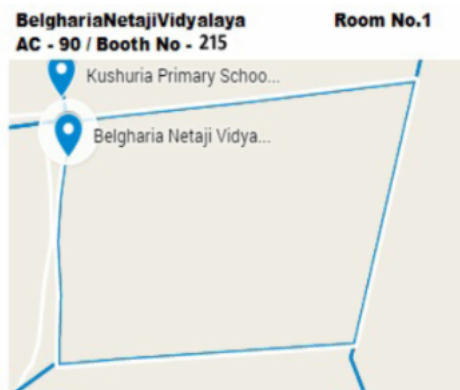 BelghariaNetajiVidyalaya Room No.1
AC - 90 / Booth No - 215
Kushuria Primary Schoo...
Belgharia Netaji Vidya...